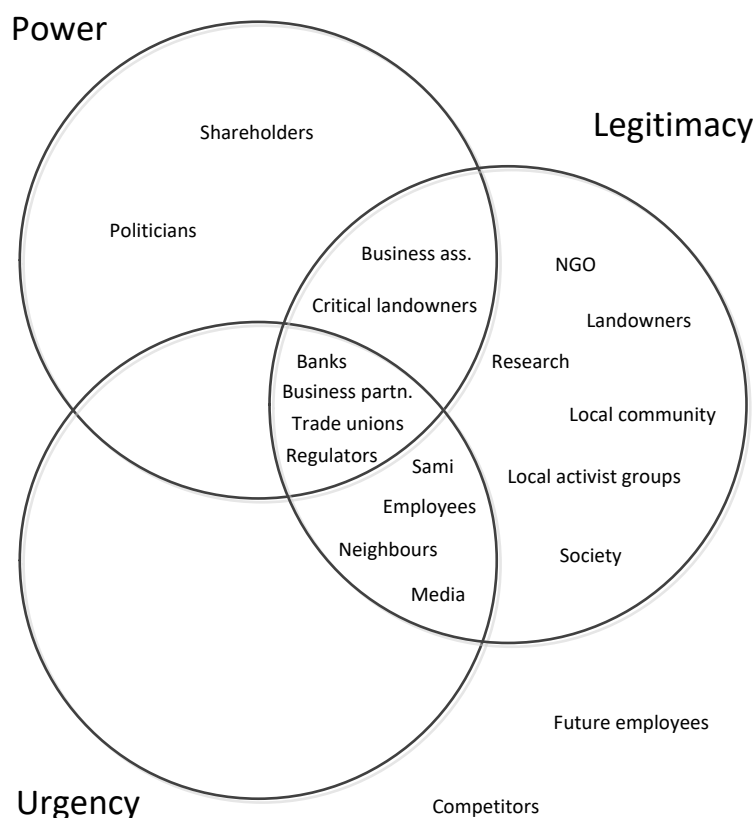 Power
Shareholders
Legitimacy
Politicians
Business ass.
NGO
Critical landowners
Landowners
Banks
Research
Business partn.
Local community
Trade unions
Regulators
Sami
Local activist groups
Employees
Neighbours
Society
Media
Future employees
Urgency
Competitors